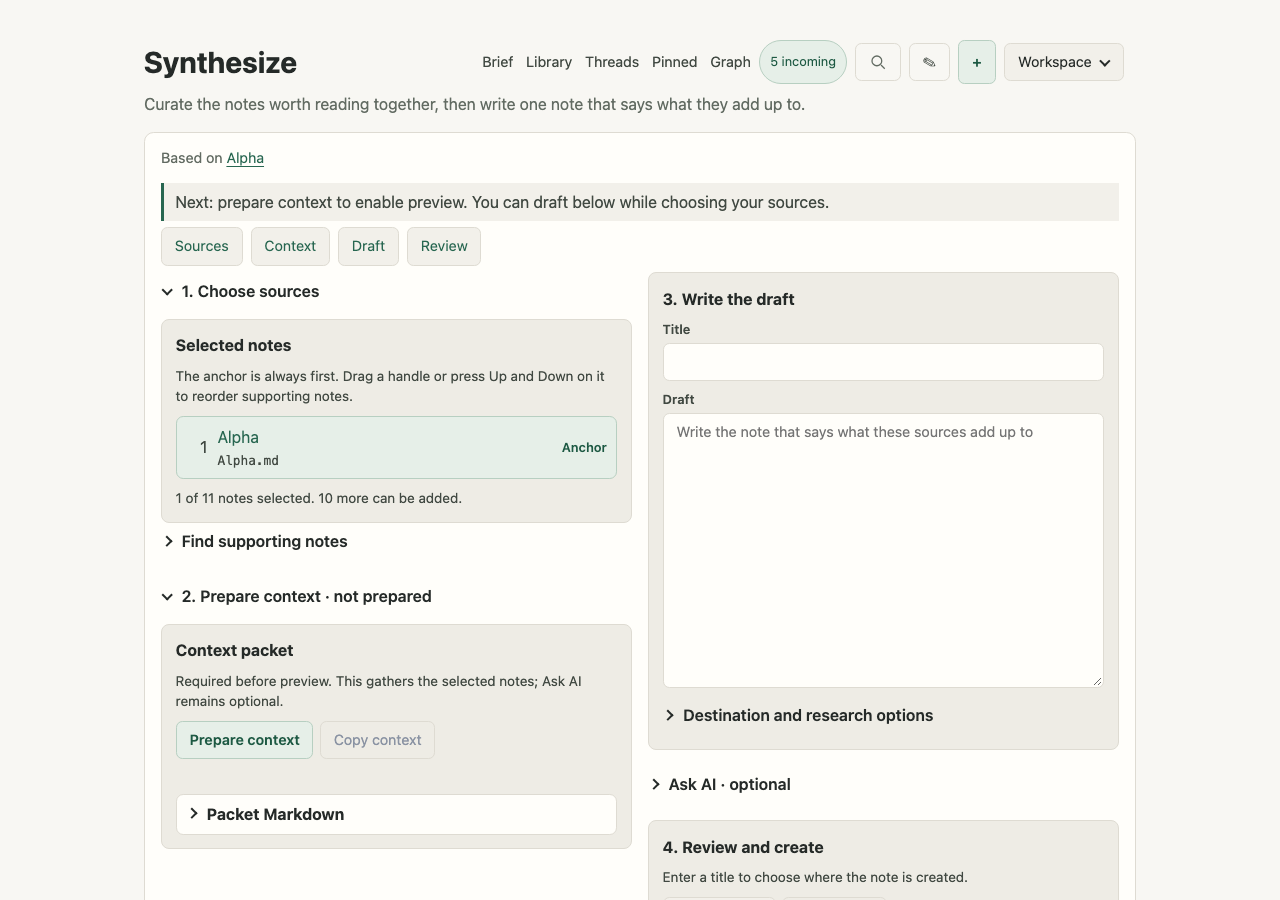 Synthesize
Brief Library Threads Pinned Graph 5 incoming + Workspace
Curate the notes worth reading together, then write one note that says what they add up to.
Based on Alpha
Next: prepare context to enable preview. You can draft below while choosing your sources.
Sources Context Draft Review
1. Choose sources
Selected notes
The anchor is always first. Drag a handle or press Up and Down on it
to reorder supporting notes.
1 Alpha
Alpha.md
Anchor
1 of 11 notes selected. 10 more can be added.
Find supporting notes
2. Prepare context · not prepared
Context packet
Required before preview. This gathers the selected notes; Ask AI
remains optional.
Prepare context Copy context
Packet Markdown
3. Write the draft
Title
Draft
Write the note that says what these sources add up to
Destination and research options
Ask AI · optional
4. Review and create
Enter a title to choose where the note is created.